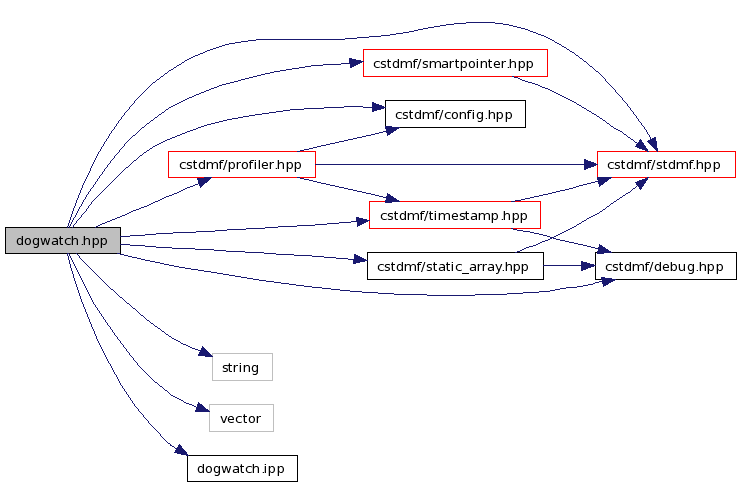 cstdmf/smartpointer.hpp
cstdmf/config.hpp
cstdmf/profiler.hpp
cstdmf/stdmf.hpp
cstdmf/timestamp.hpp
dogwatch.hpp
cstdmf/static_array.hpp
cstdmf/debug.hpp
string
vector
dogwatch.ipp